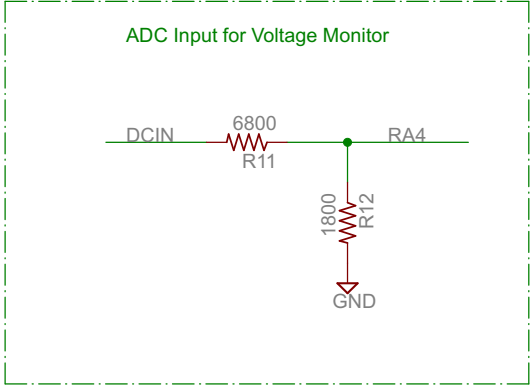 ADC Input for Voltage Monitor
6800
DCIN
RA4
R11
1800
R12
GND